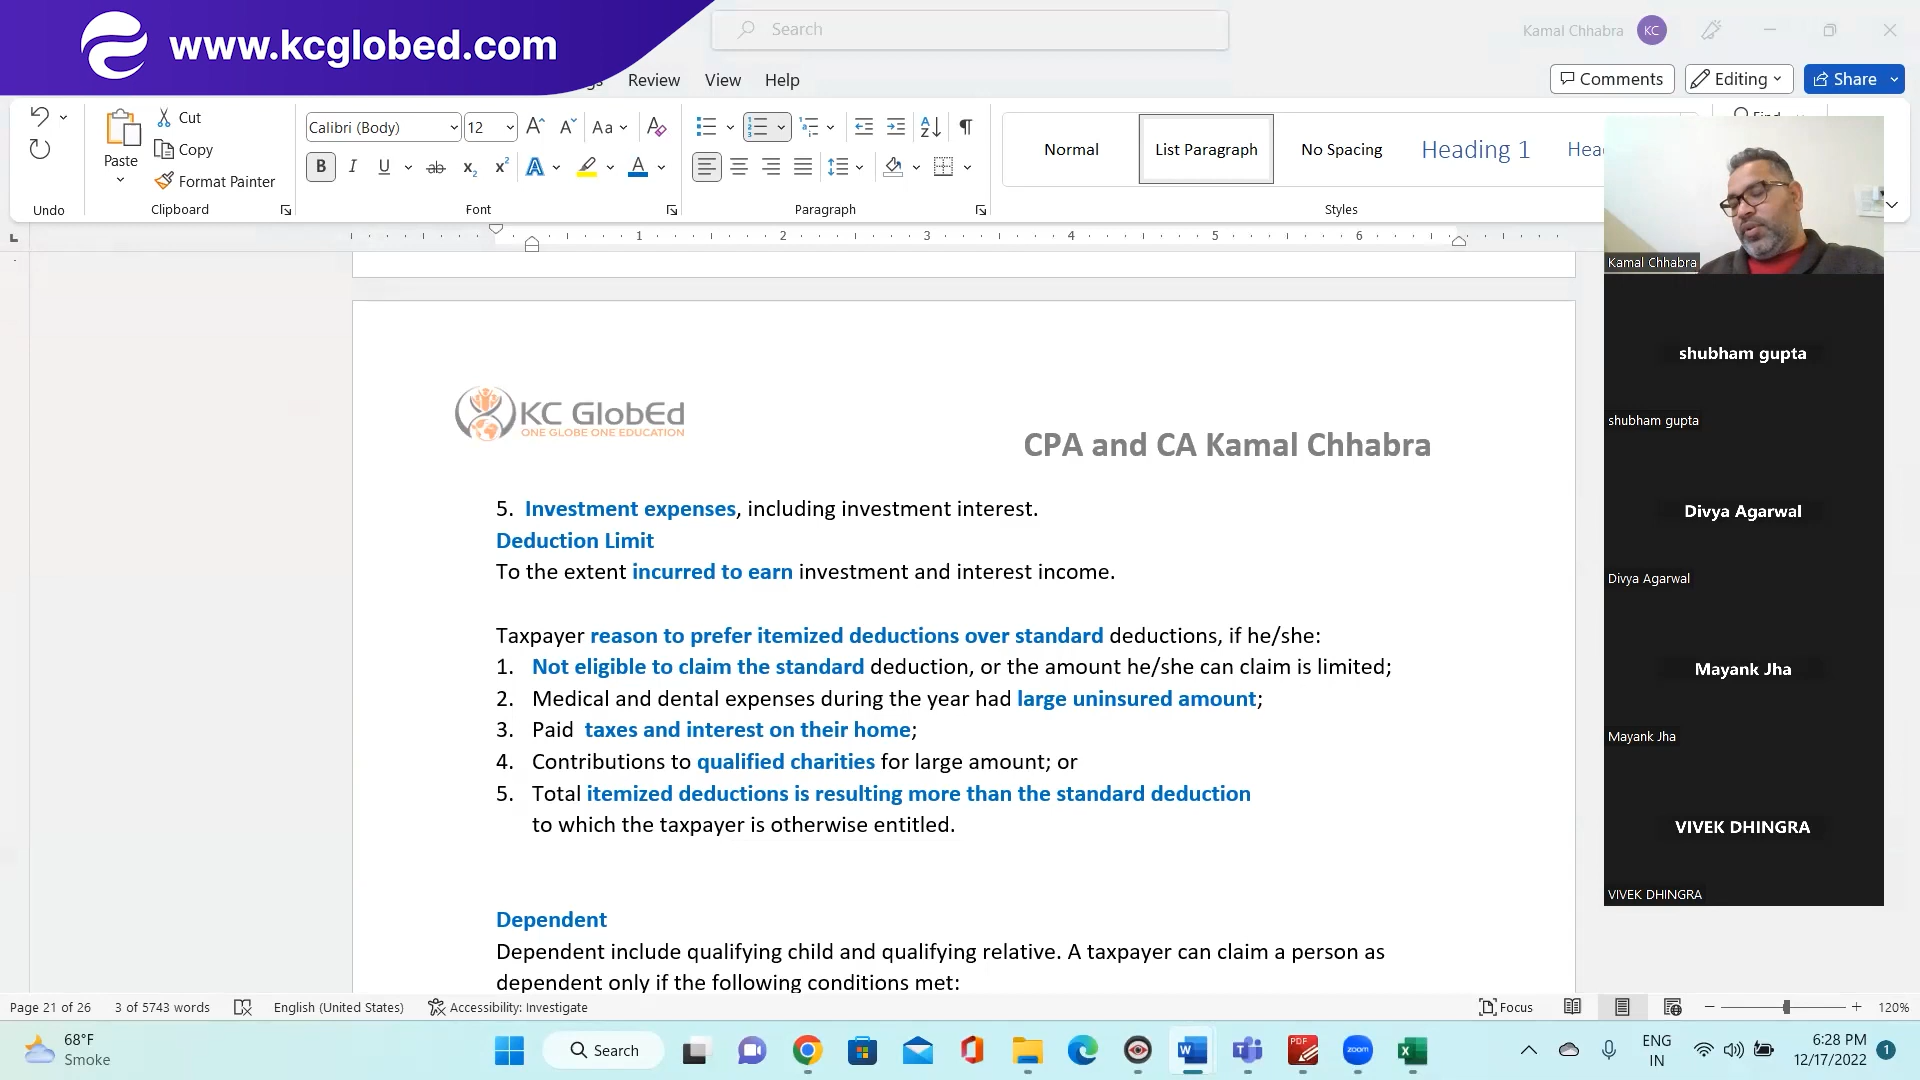 www.kcglobed.com
Search
Kamal Chhabra
KC
Review
View
Help
Comments
Editing
Share
Undo
Paste
Cut
Copy
Format Painter
Clipboard
Calibri (Body)
12
Font
Paragraph
Normal
List Paragraph
No Spacing
Heading 1
Styles
1 2 3 4 5 6
KC GlobEd
ONE GLOBE ONE EDUCATION
CPA and CA Kamal Chhabra
5. Investment expenses, including investment interest.
Deduction Limit
To the extent incurred to earn investment and interest income.
Taxpayer reason to prefer itemized deductions over standard deductions, if he/she:
1. Not eligible to claim the standard deduction, or the amount he/she can claim is limited;
2. Medical and dental expenses during the year had large uninsured amount;
3. Paid taxes and interest on their home;
4. Contributions to qualified charities for large amount; or
5. Total itemized deductions is resulting more than the standard deduction
to which the taxpayer is otherwise entitled.
Dependent
Dependent include qualifying child and qualifying relative. A taxpayer can claim a person as
dependent only if the following conditions met:
Kamal Chhabra
shubham gupta
shubham gupta
Divya Agarwal
Divya Agarwal
Mayank Jha
Mayank Jha
VIVEK DHINGRA
VIVEK DHINGRA
Page 21 of 26
3 of 5743 words
English (United States)
Accessibility: Investigate
Focus
120%
68°F
Smoke
Search
ENG
IN
6:28 PM
12/17/2022
1